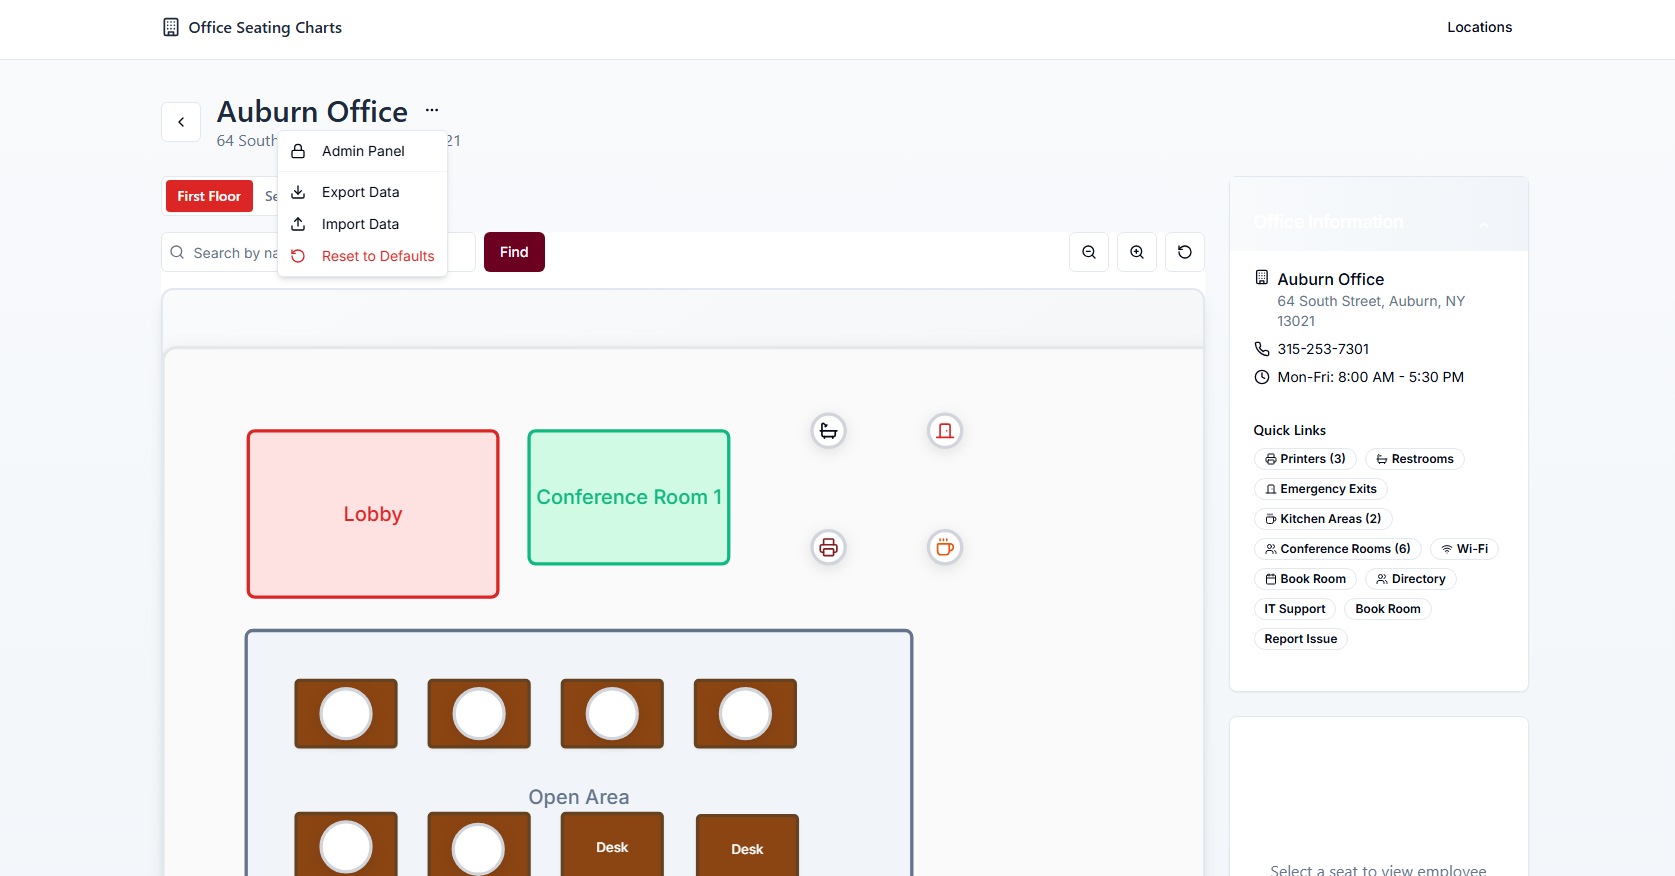 Office Seating Charts
Locations
Auburn Office
64 South
21
Admin Panel
Export Data
Import Data
Reset to Defaults
First Floor
Se
Search by na
Find
Office Information
Auburn Office
64 South Street, Auburn, NY
13021
315-253-7301
Mon-Fri: 8:00 AM - 5:30 PM
Quick Links
Printers (3)
Restrooms
Emergency Exits
Kitchen Areas (2)
Conference Rooms (6)
Wi-Fi
Book Room
Directory
IT Support
Book Room
Report Issue
Lobby
Conference Room 1
Open Area
Desk
Desk
Select a seat to view employee